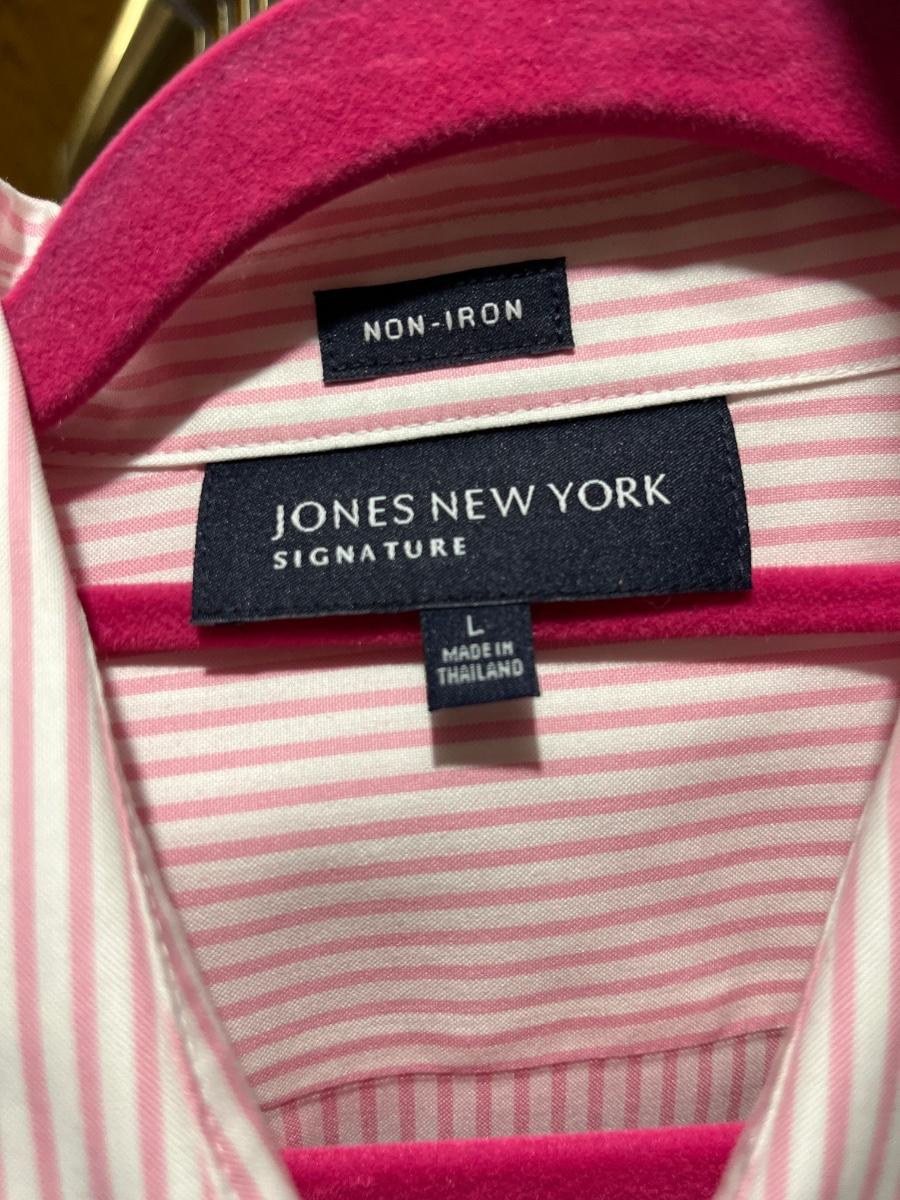 NON-IRON
JONES NEW YORK
SIGNATURE
L
MADE IN
THAILAND